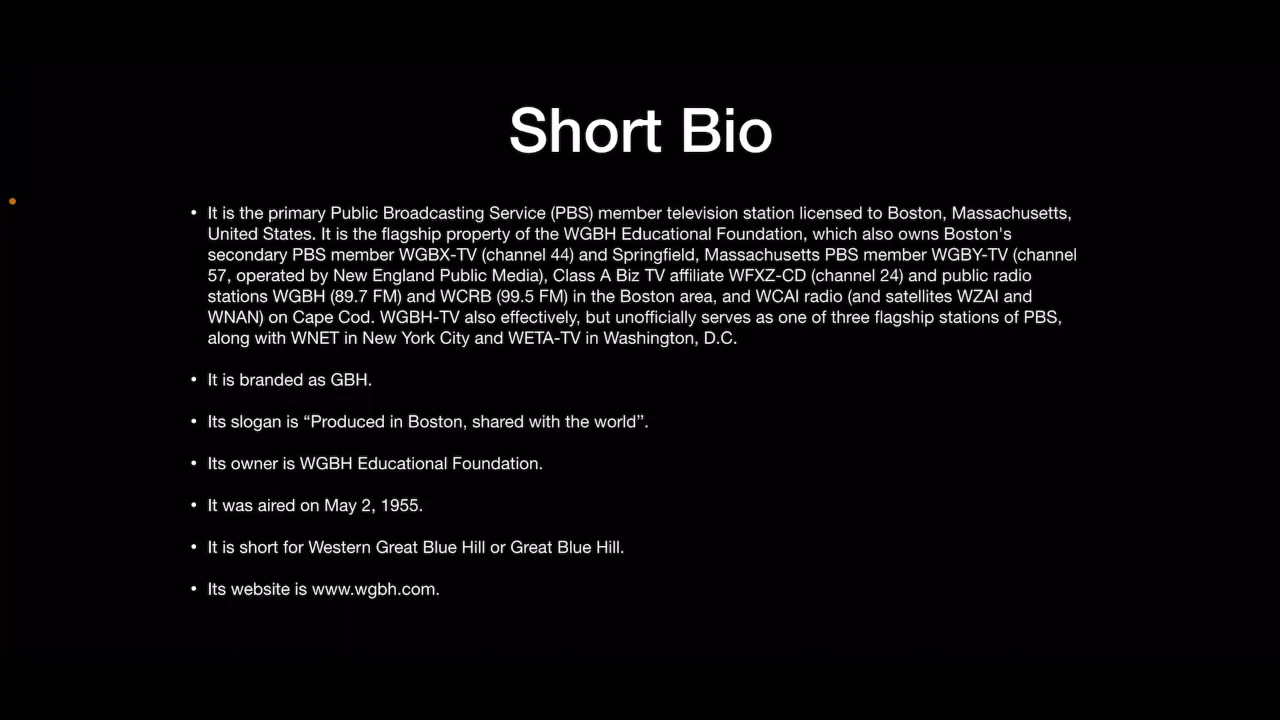 Short Bio
• It is the primary Public Broadcasting Service (PBS) member television station licensed to Boston, Massachusetts,
United States. It is the flagship property of the WGBH Educational Foundation, which also owns Boston's
secondary PBS member WGBX-TV (channel 44) and Springfield, Massachusetts PBS member WGBY-TV (channel
57, operated by New England Public Media), Class A Biz TV affiliate WFXZ-CD (channel 24) and public radio
stations WGBH (89.7 FM) and WCRB (99.5 FM) in the Boston area, and WCAI radio (and satellites WZAI and
WNAN) on Cape Cod. WGBH-TV also effectively, but unofficially serves as one of three flagship stations of PBS,
along with WNET in New York City and WETA-TV in Washington, D.C.
• It is branded as GBH.
• Its slogan is “Produced in Boston, shared with the world”.
• Its owner is WGBH Educational Foundation.
• It was aired on May 2, 1955.
• It is short for Western Great Blue Hill or Great Blue Hill.
• Its website is www.wgbh.com.